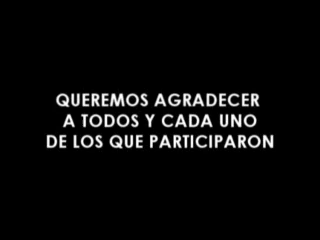 QUEREMOS AGRADECER
A TODOS Y CADA UNO
DE LOS QUE PARTICIPARON